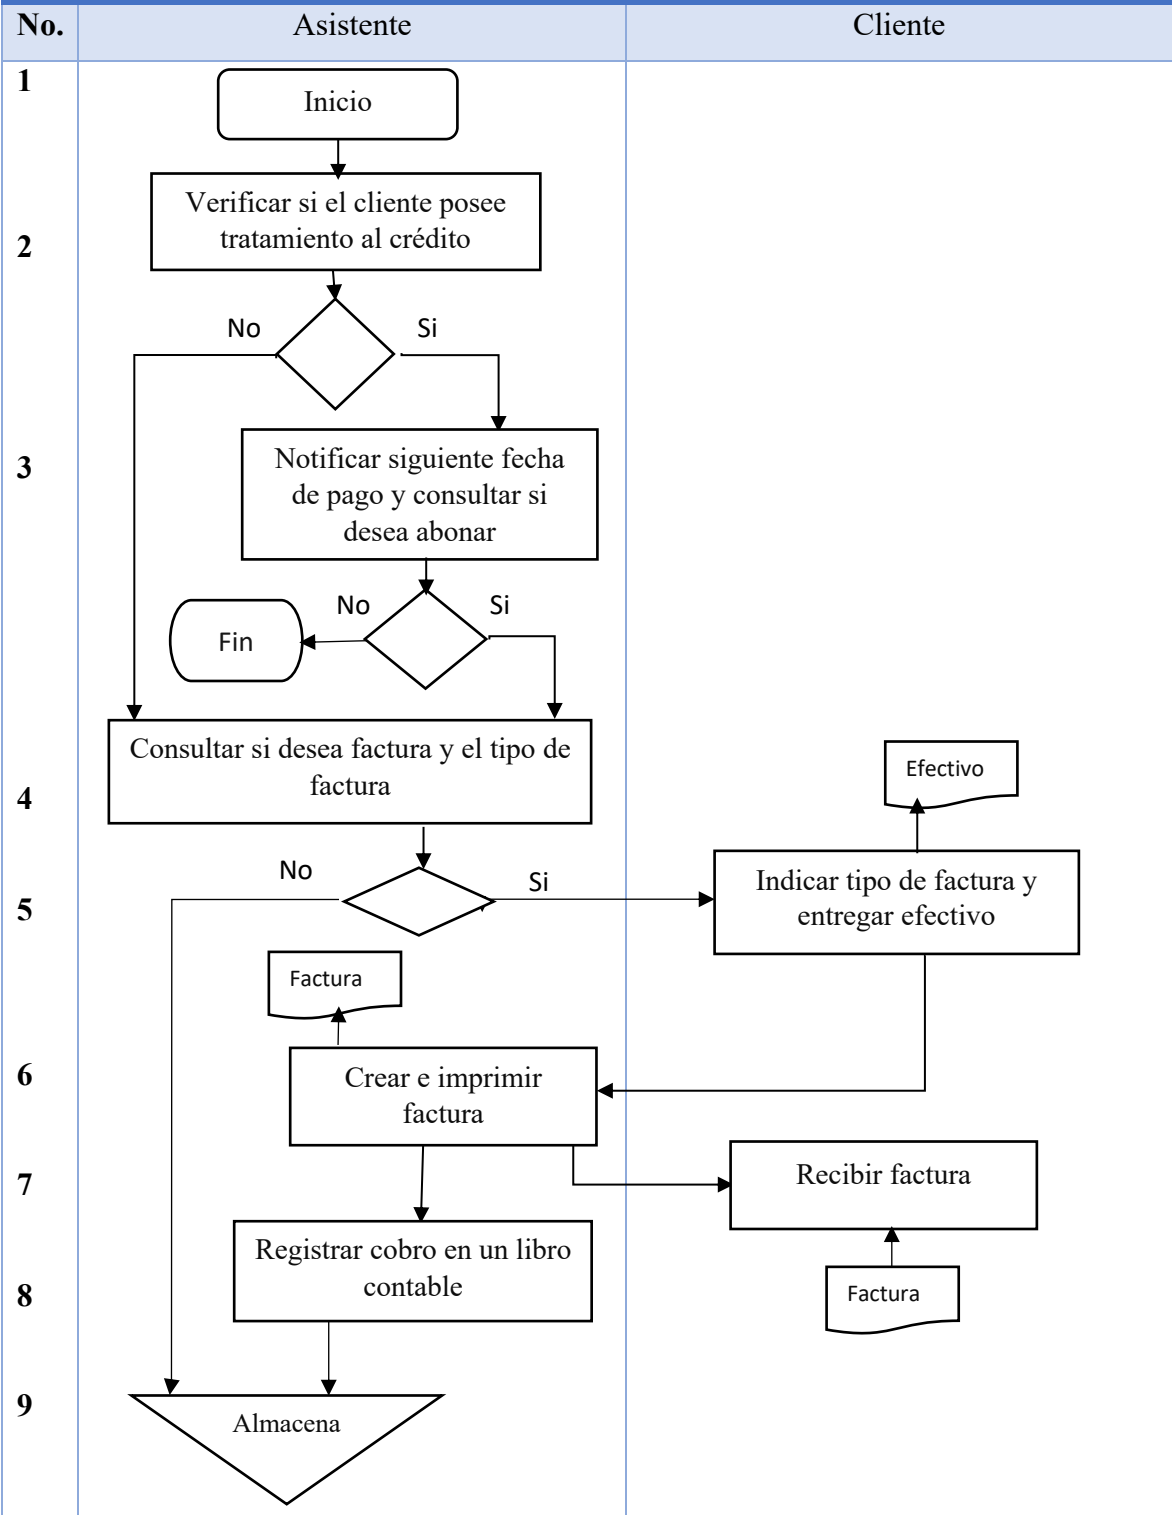 No.
Asistente
Cliente
1
Inicio
Verificar si el cliente posee
tratamiento al crédito
2
No
Si
3
Notificar siguiente fecha
de pago y consultar si
desea abonar
No
Si
Fin
Consultar si desea factura y el tipo de
factura
4
Efectivo
No
Si
5
Indicar tipo de factura y
entregar efectivo
Factura
6
Crear e imprimir
factura
7
Recibir factura
Registrar cobro en un libro
contable
8
Factura
9
Almacena